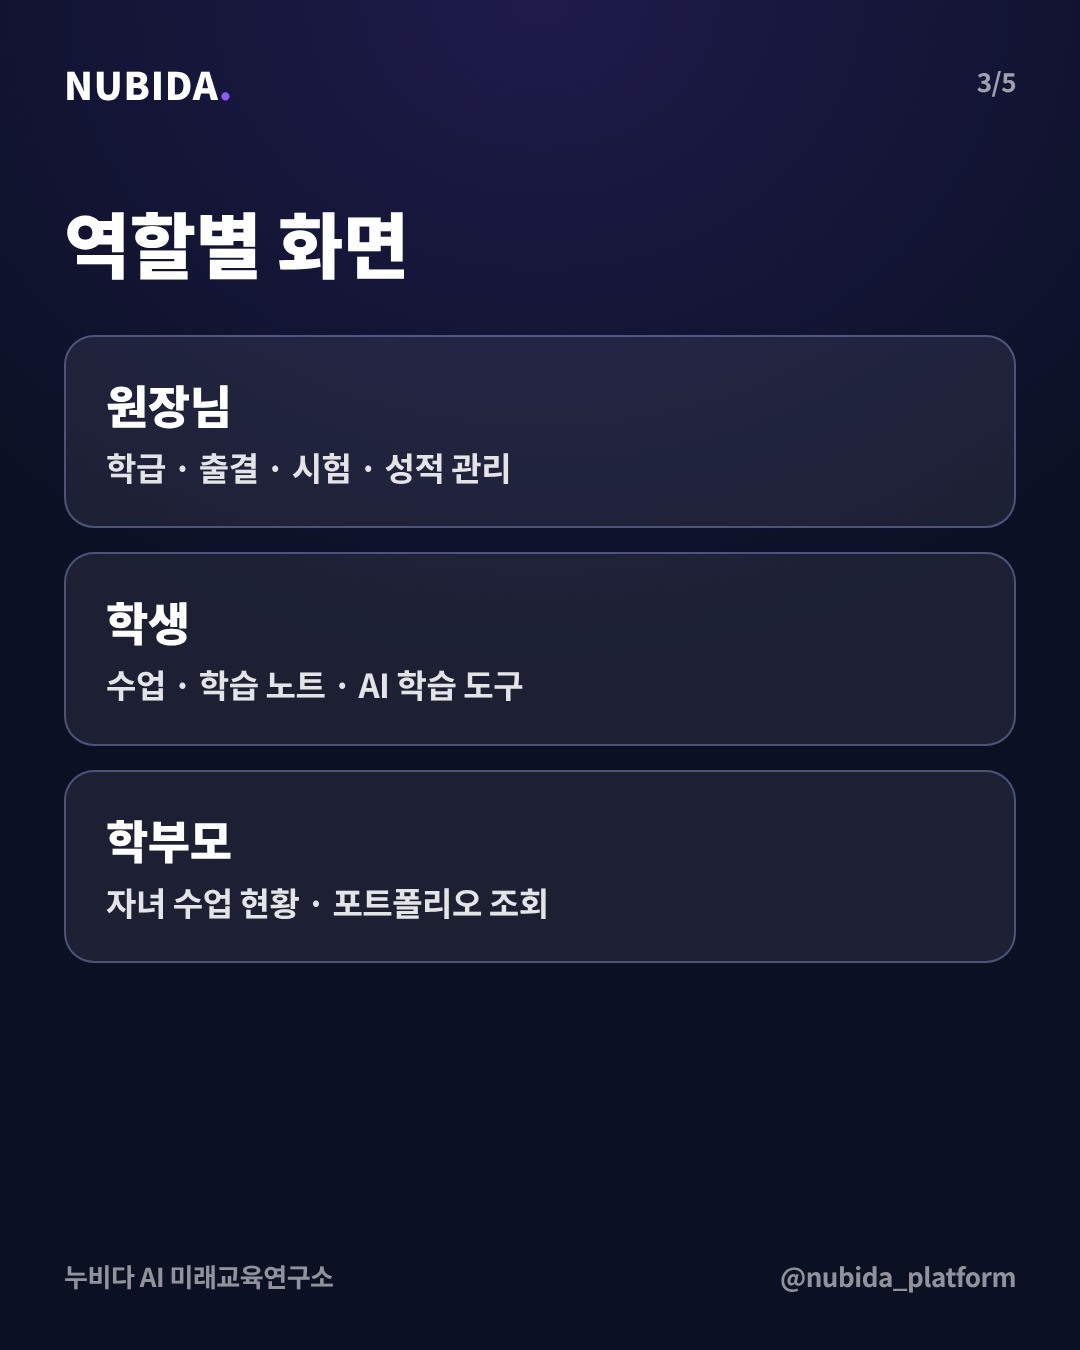 NUBIDA.
3/5
역할별 화면
원장님
학급 · 출결 · 시험 · 성적 관리
학생
수업 · 학습 노트 · AI 학습 도구
학부모
자녀 수업 현황 · 포트폴리오 조회
누비다 AI 미래교육연구소
@nubida_platform